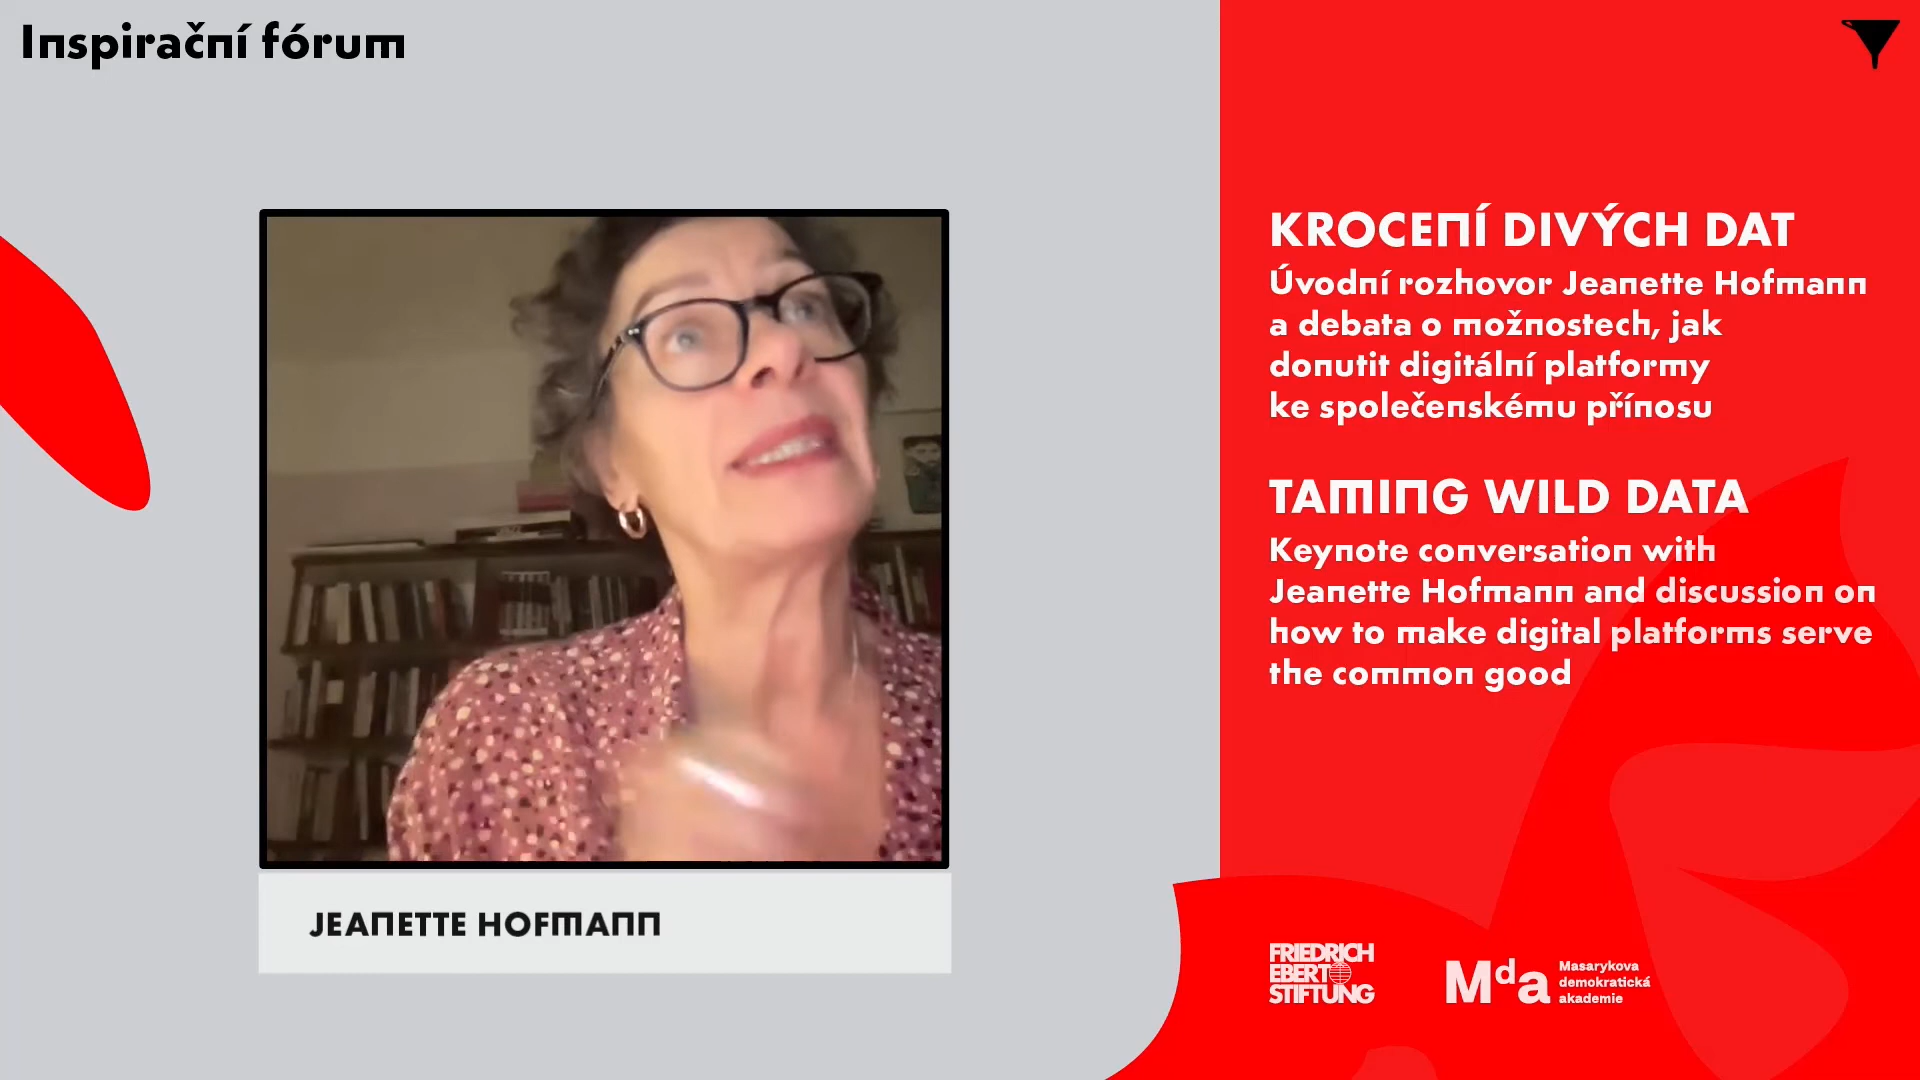 Inspirační fórum
JEANETTE HOFMANN
KROCENÍ DIVÝCH DAT
Úvodní rozhovor Jeanette Hofmann
a debata o možnostech, jak
donutit digitální platformy
ke společenskému přínosu
TAMING WILD DATA
Keynote conversation with
Jeanette Hofmann and discussion on
how to make digital platforms serve
the common good
FRIEDRICH
EBERT
STIFTUNG
Mda
Masarykova
demokratická
akademie